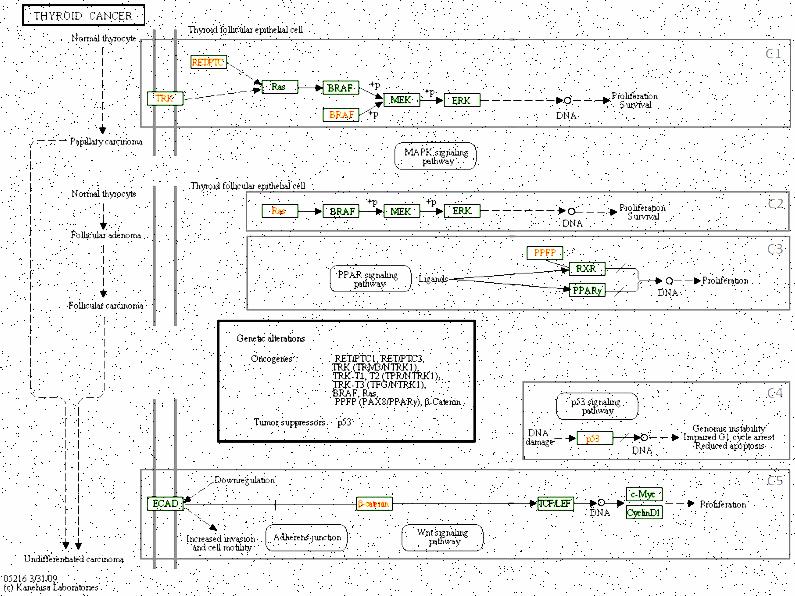 THYROID CANCER
Normal thyrocyte
Thyroid follicular epithelial cell
C1
RET/PTC
TRK
Ras
BRAF
+p
MEK
+p
ERK
BRAF
+p
DNA
Proliferation
Survival
Papillary carcinoma
MAPK signaling
pathway
Normal thyrocyte
Thyroid follicular epithelial cell
C2
Ras
BRAF
+p
MEK
+p
ERK
DNA
Proliferation
Survival
Follicular adenoma
C3
PPFP
PPAR signaling
pathway
Ligands
RXR
PPARγ
DNA
Proliferation
Follicular carcinoma
Genetic alterations
Oncogenes
RET/PTC1, RET/PTC3,
TRK (TRM3/NTRK1),
TRK-T1, T2 (TPR/NTRK1),
TRK-T3 (TFG/NTRK1),
BRAF, Ras,
PPFP (PAX8/PPARγ), β-Catenin
Tumor suppressors p53
C4
p53 signaling
pathway
DNA
damage
p53
DNA
Genomic instability
Impaired G1 cycle arrest
Reduced apoptosis
C5
Downregulation
ECAD
β-catenin
TCF/LEF
DNA
c-Myc
CyclinD1
Proliferation
Increased invasion
and cell motility
Adherens junction
Wnt signaling
pathway
Undifferentiated carcinoma
05216 3/31/09
(c) Kanehisa Laboratories